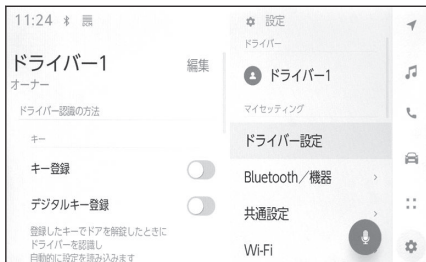 11:24
ドライバー1
編集
オーナー
ドライバー認識の方法
キー
キー登録
デジタルキー登録
登録したキーでドアを解錠したときに
ドライバーを認識し
自動的に設定を読み込みます
設定
ドライバー
ドライバー1
マイセッティング
ドライバー設定
Bluetooth／機器
共通設定
Wi-Fi